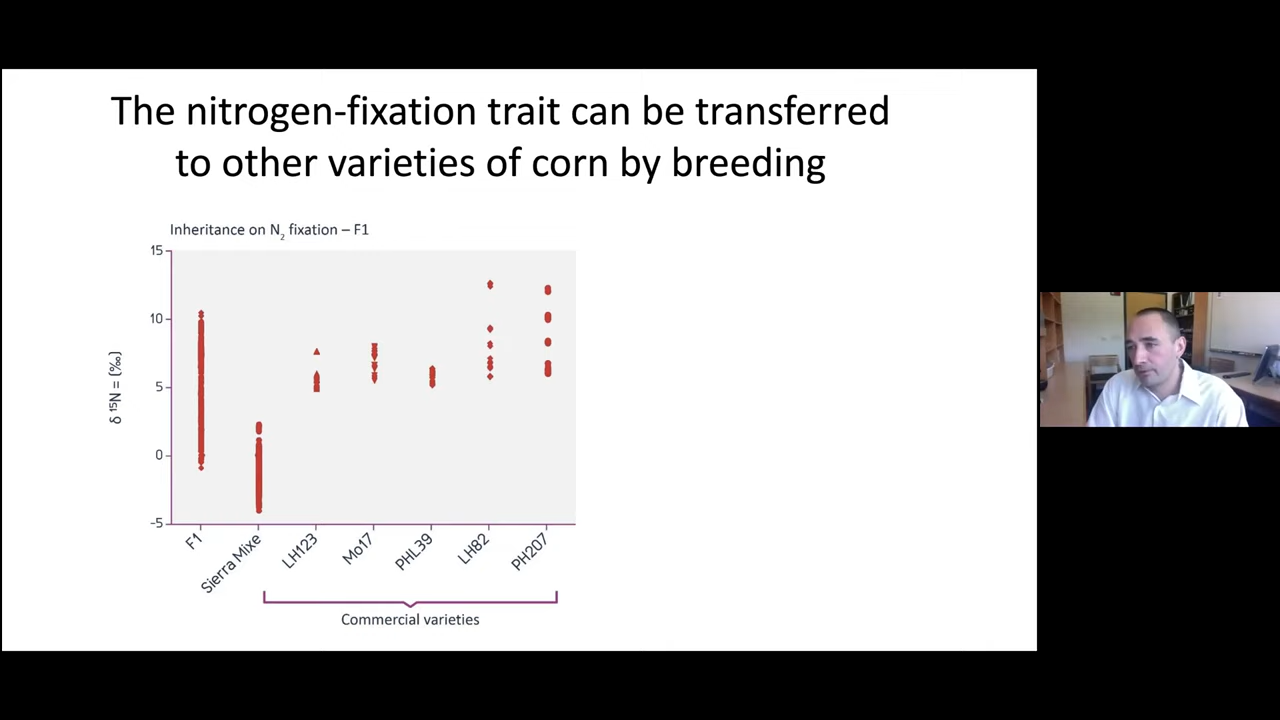 The nitrogen-fixation trait can be transferred
to other varieties of corn by breeding
Inheritance on N₂ fixation – F1
15
10
5
0
-5
δ ¹⁵N = (‰)
F1
Sierra Mixe
LH123
Mo17
PHL39
LH82
PH207
Commercial varieties